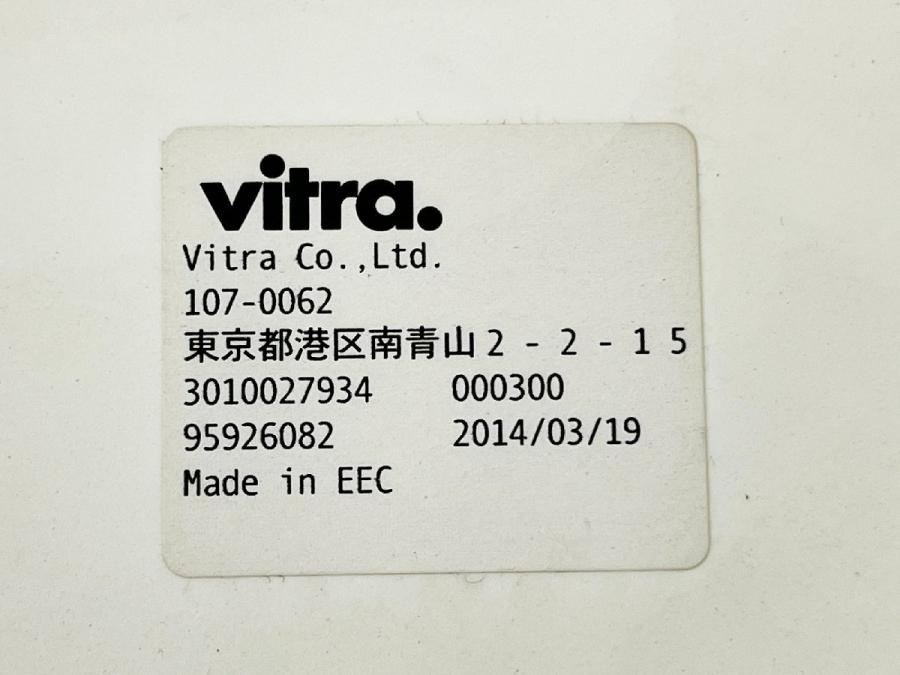 vitra.
Vitra Co.,Ltd.
107-0062
東京都港区南青山2-2-15
3010027934 000300
95926082 2014/03/19
Made in EEC